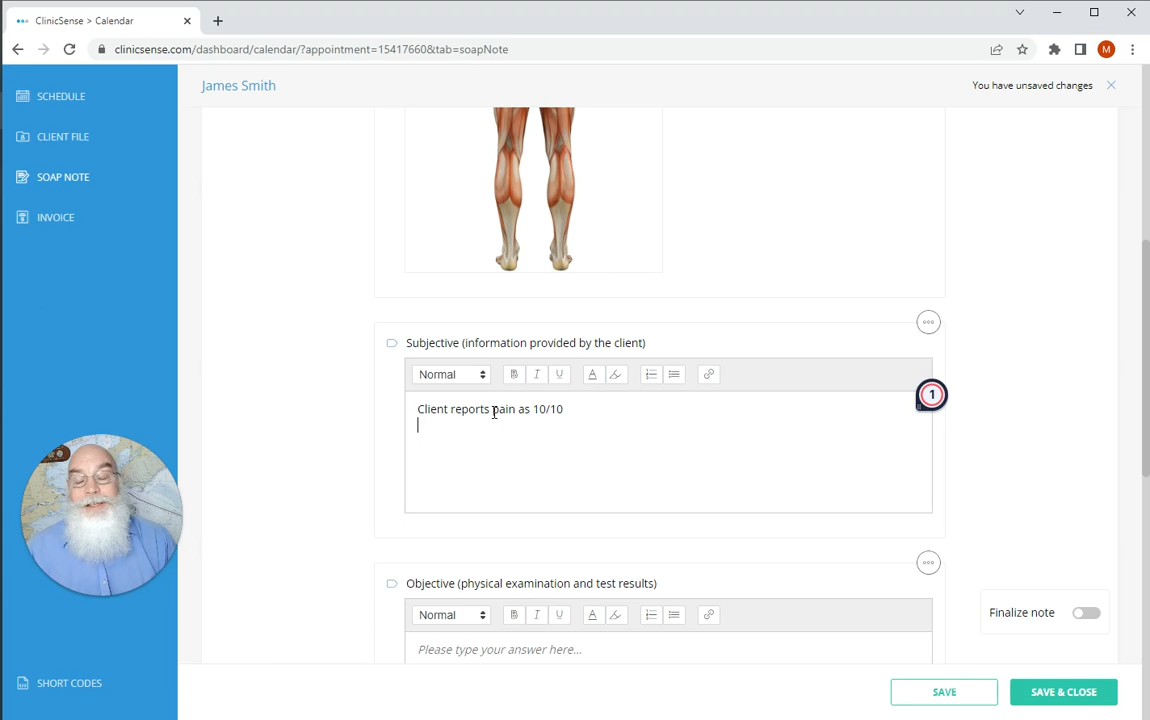 ClinicSense > Calendar
clinicsense.com/dashboard/calendar/?appointment=15417660&tab=soapNote
M
SCHEDULE
CLIENT FILE
SOAP NOTE
INVOICE
SHORT CODES
James Smith
You have unsaved changes
Subjective (information provided by the client)
Normal B I U A
Client reports pain as 10/10
1
Objective (physical examination and test results)
Normal B I U A
Please type your answer here...
Finalize note
SAVE SAVE & CLOSE